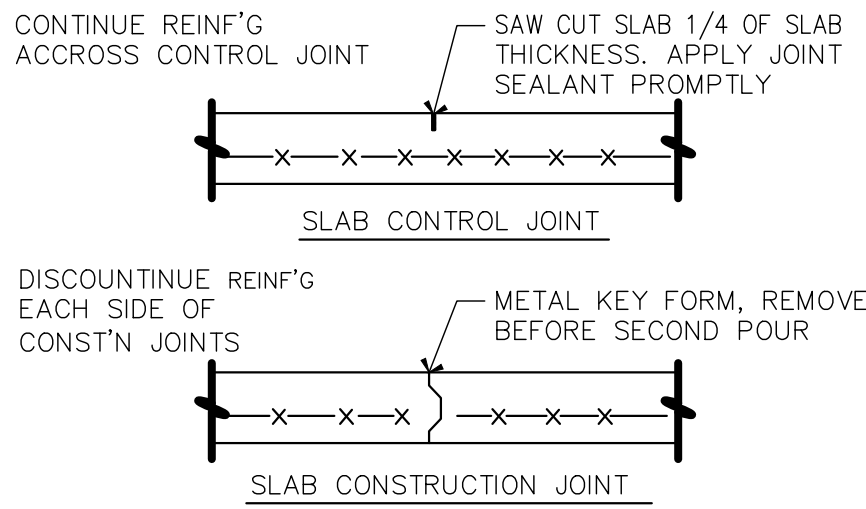 CONTINUE REINF'G
ACCROSS CONTROL JOINT
SAW CUT SLAB 1/4 OF SLAB
THICKNESS. APPLY JOINT
SEALANT PROMPTLY
SLAB CONTROL JOINT
DISCOUNTINUE REINF'G
EACH SIDE OF
CONST'N JOINTS
METAL KEY FORM, REMOVE
BEFORE SECOND POUR
SLAB CONSTRUCTION JOINT